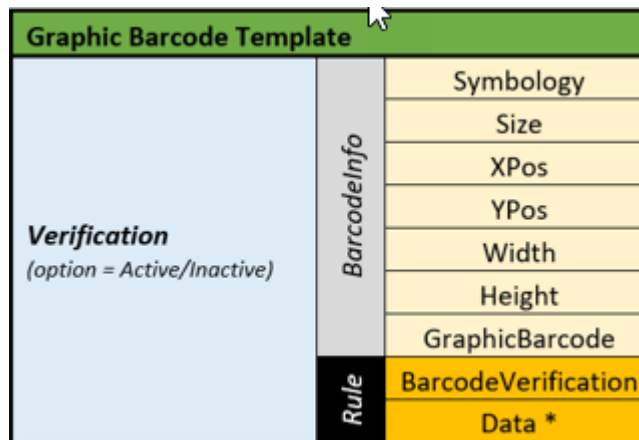 Graphic Barcode Template
Verification
(option = Active/Inactive)
BarcodeInfo
Symbology
Size
XPos
YPos
Width
Height
GraphicBarcode
Rule
BarcodeVerification
Data *